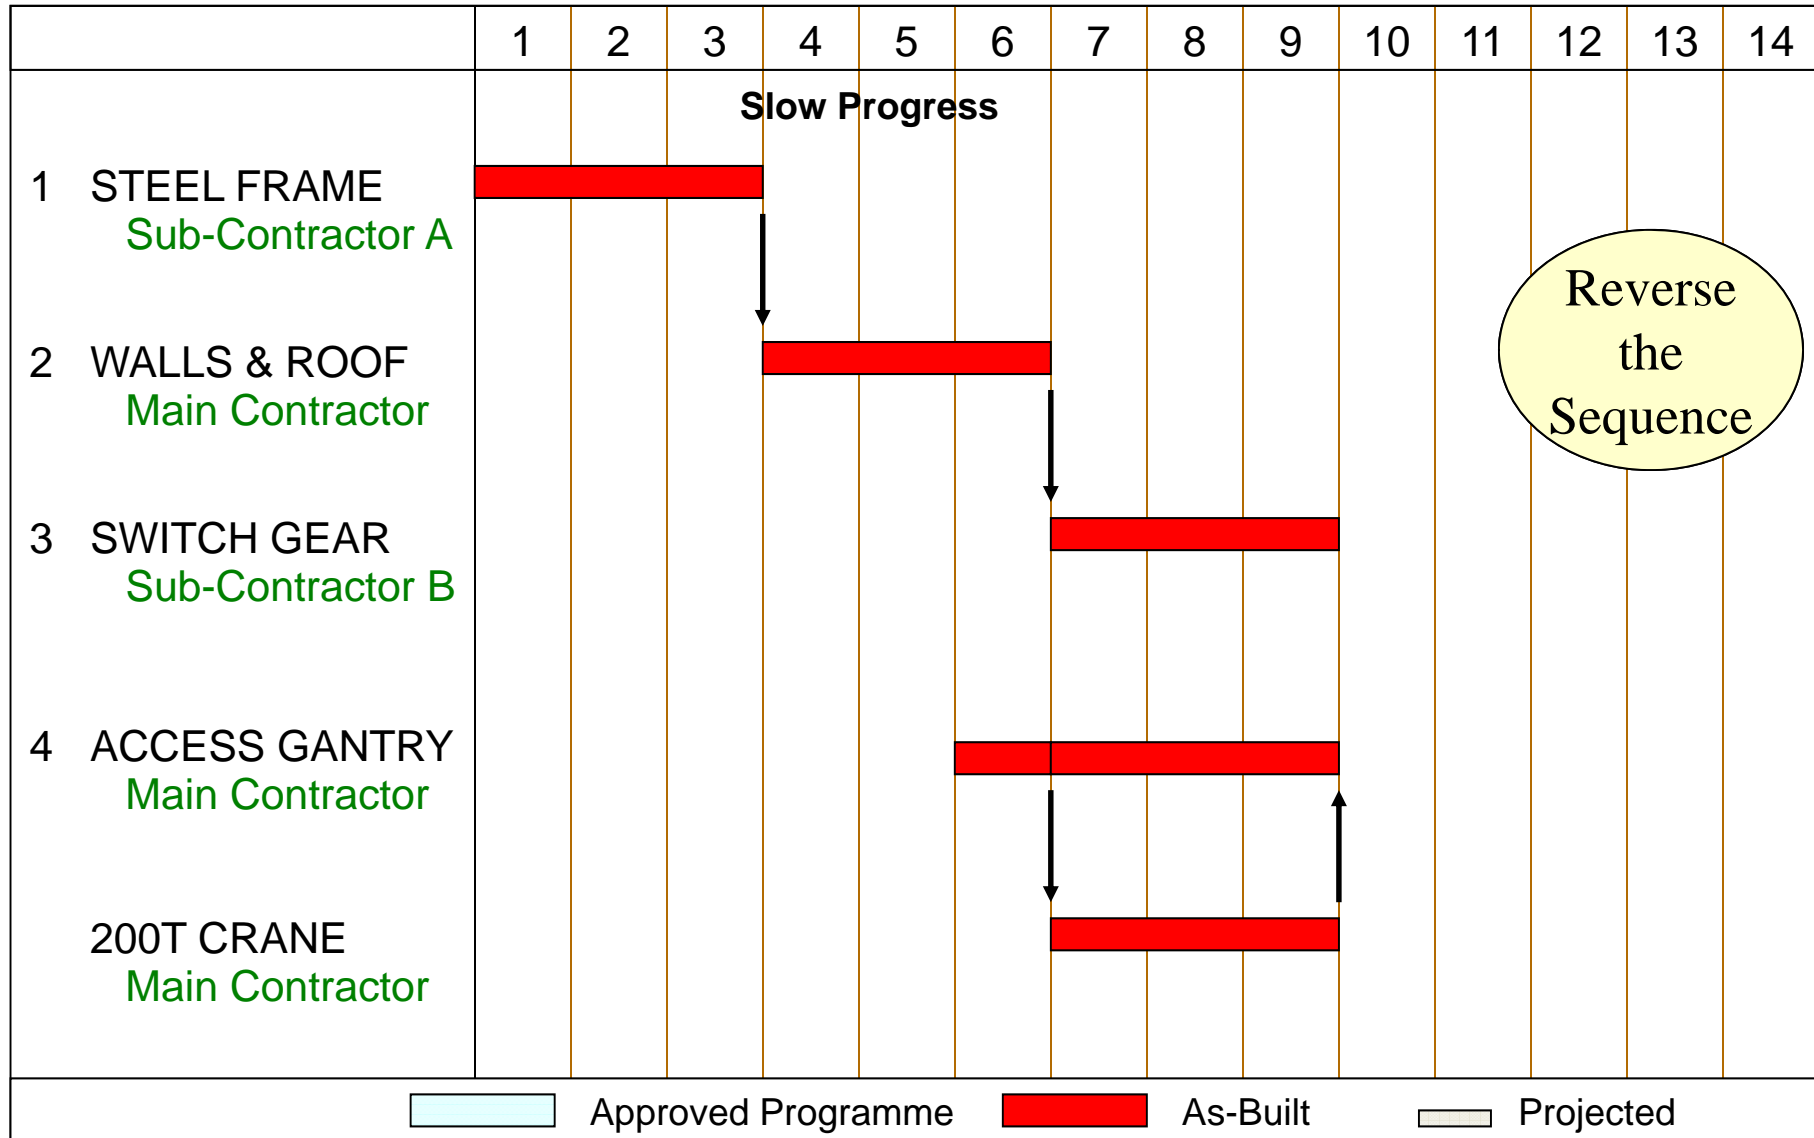 1 2 3 4 5 6 7 8 9 10 11 12 13 14
Slow Progress
1 STEEL FRAME
Sub-Contractor A
2 WALLS & ROOF
Main Contractor
3 SWITCH GEAR
Sub-Contractor B
4 ACCESS GANTRY
Main Contractor
200T CRANE
Main Contractor
Reverse
the
Sequence
Approved Programme As-Built Projected